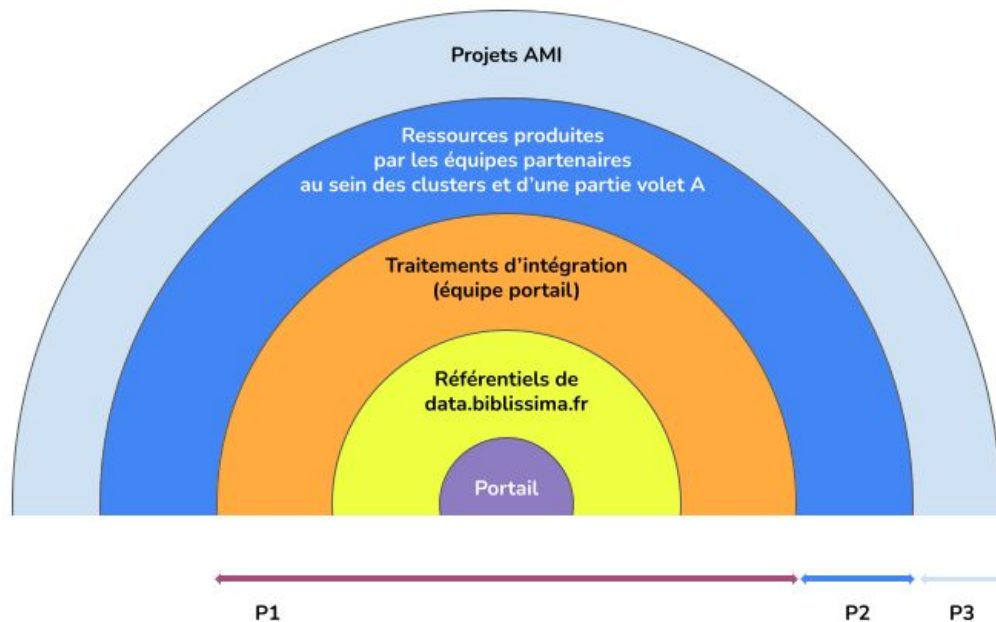 Projets AMI
Ressources produites
par les équipes partenaires
au sein des clusters et d’une partie volet A
Traitements d’intégration
(équipe portail)
Référentiels de
data.biblissima.fr
Portail
P1
P2
P3